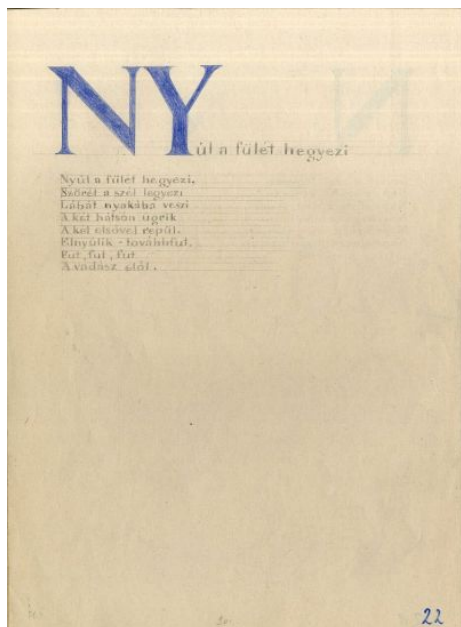 NYúl a fülét hegyezi
Nyúl a fülét hegyezi,
Szőrét a szél legyezi
Lábát nyakába veszi
A két hátsón ugrik
A két elsővel repül.
Elnyúlik - továbbfut,
Fut, fut, fut
A vadász elől.
22